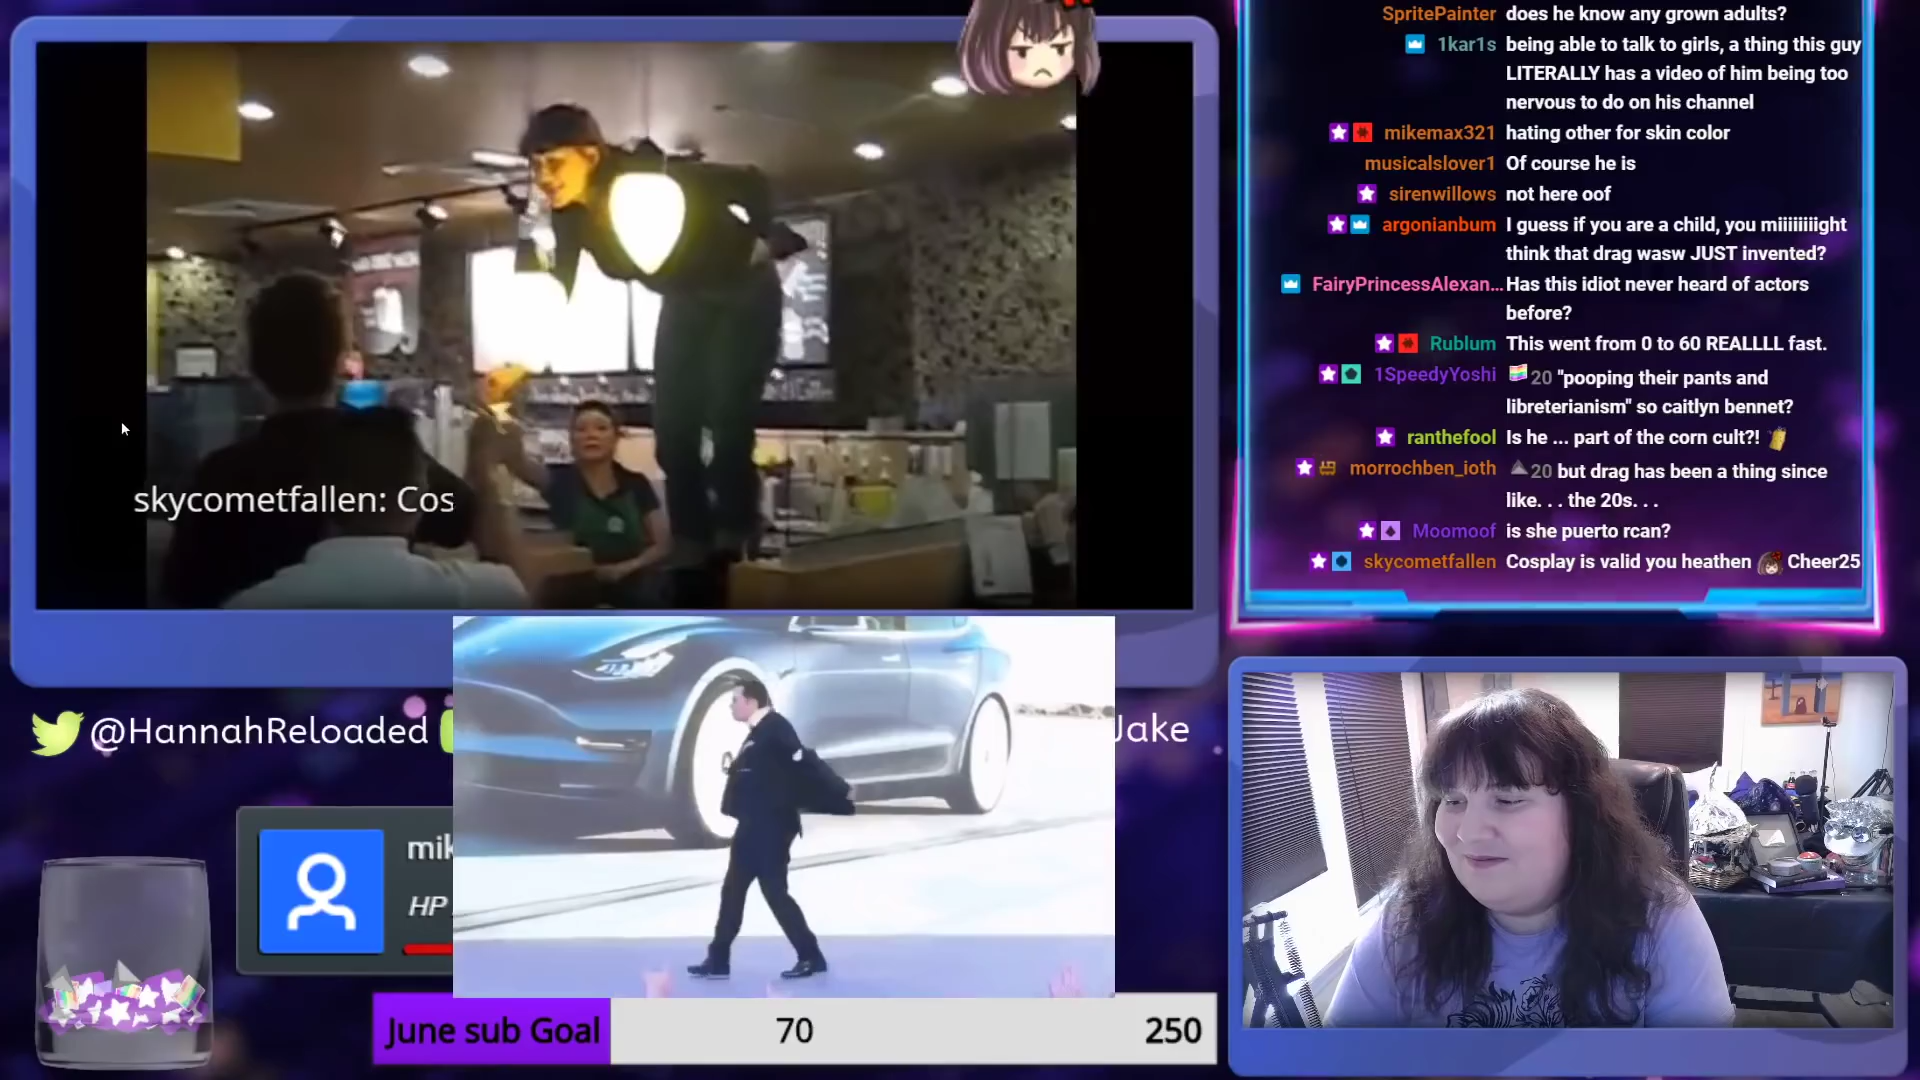 SpritePainter does he know any grown adults?
1kar1s being able to talk to girls, a thing this guy
LITERALLY has a video of him being too
nervous to do on his channel
mikemax321 hating other for skin color
musicalslover1 Of course he is
sirenwillows not here oof
argonianbum I guess if you are a child, you miiiiiiiight
think that drag wasw JUST invented?
FairyPrincessAlexan... Has this idiot never heard of actors
before?
Rublum This went from 0 to 60 REALLLL fast.
1SpeedyYoshi 20 "pooping their pants and
libreterianism" so caitlyn bennet?
ranthefool Is he ... part of the corn cult?!
morrochben_ioth 20 but drag has been a thing since
like. . . the 20s. . .
Moomoof is she puerto rcan?
skycometfallen Cosplay is valid you heathen Cheer25
skycometfallen: Cos
@HannahReloaded
Jake
mik
HP
June sub Goal 70 250